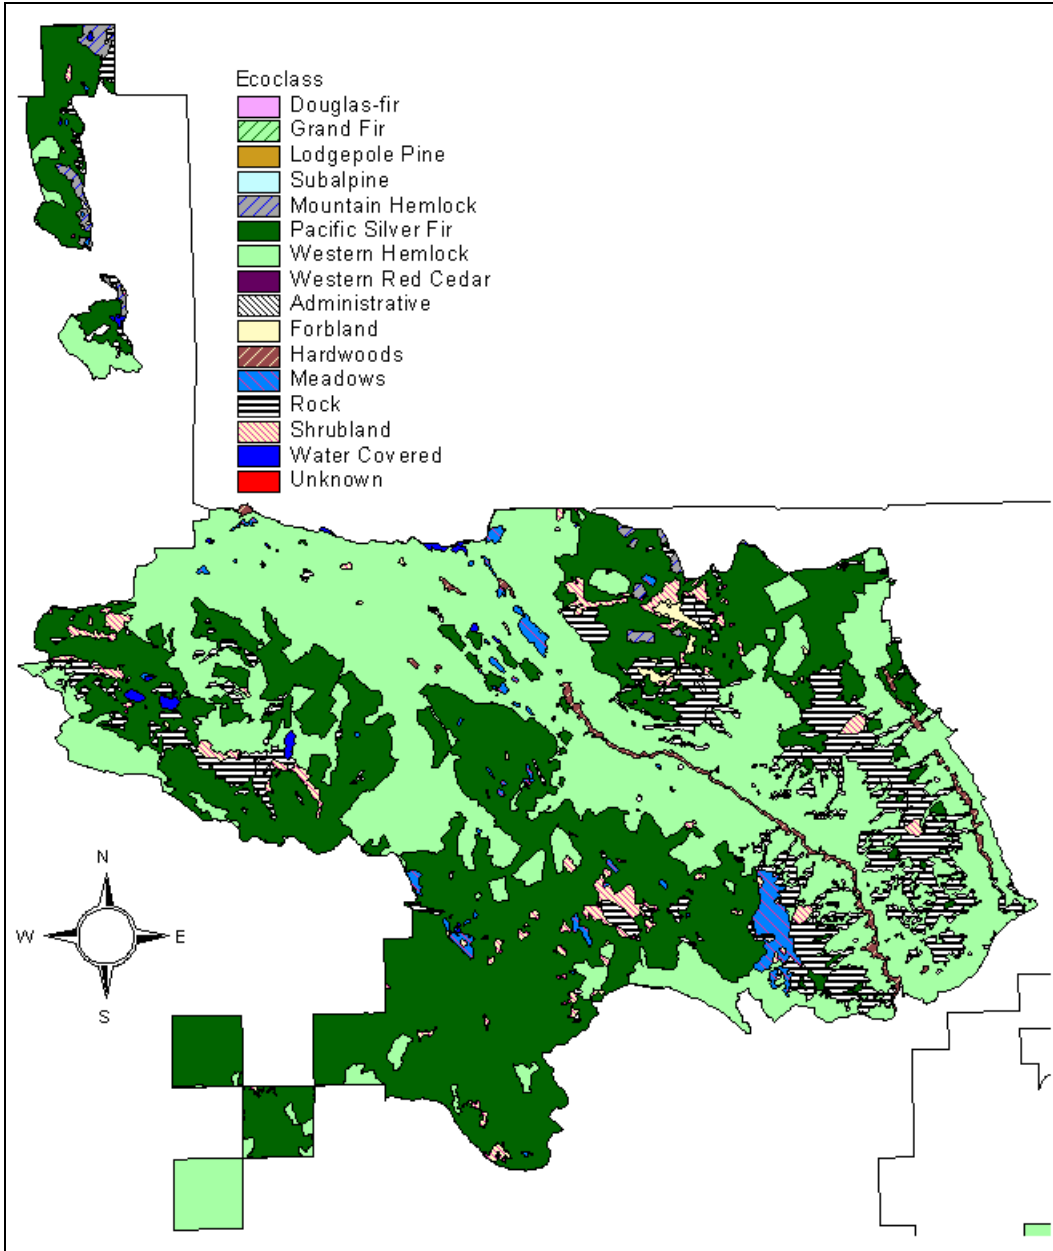 Ecoclass
Douglas-fir
Grand Fir
Lodgepole Pine
Subalpine
Mountain Hemlock
Pacific Silver Fir
Western Hemlock
Western Red Cedar
Administrative
Forbland
Hardwoods
Meadows
Rock
Shrubland
Water Covered
Unknown
N
W E
S